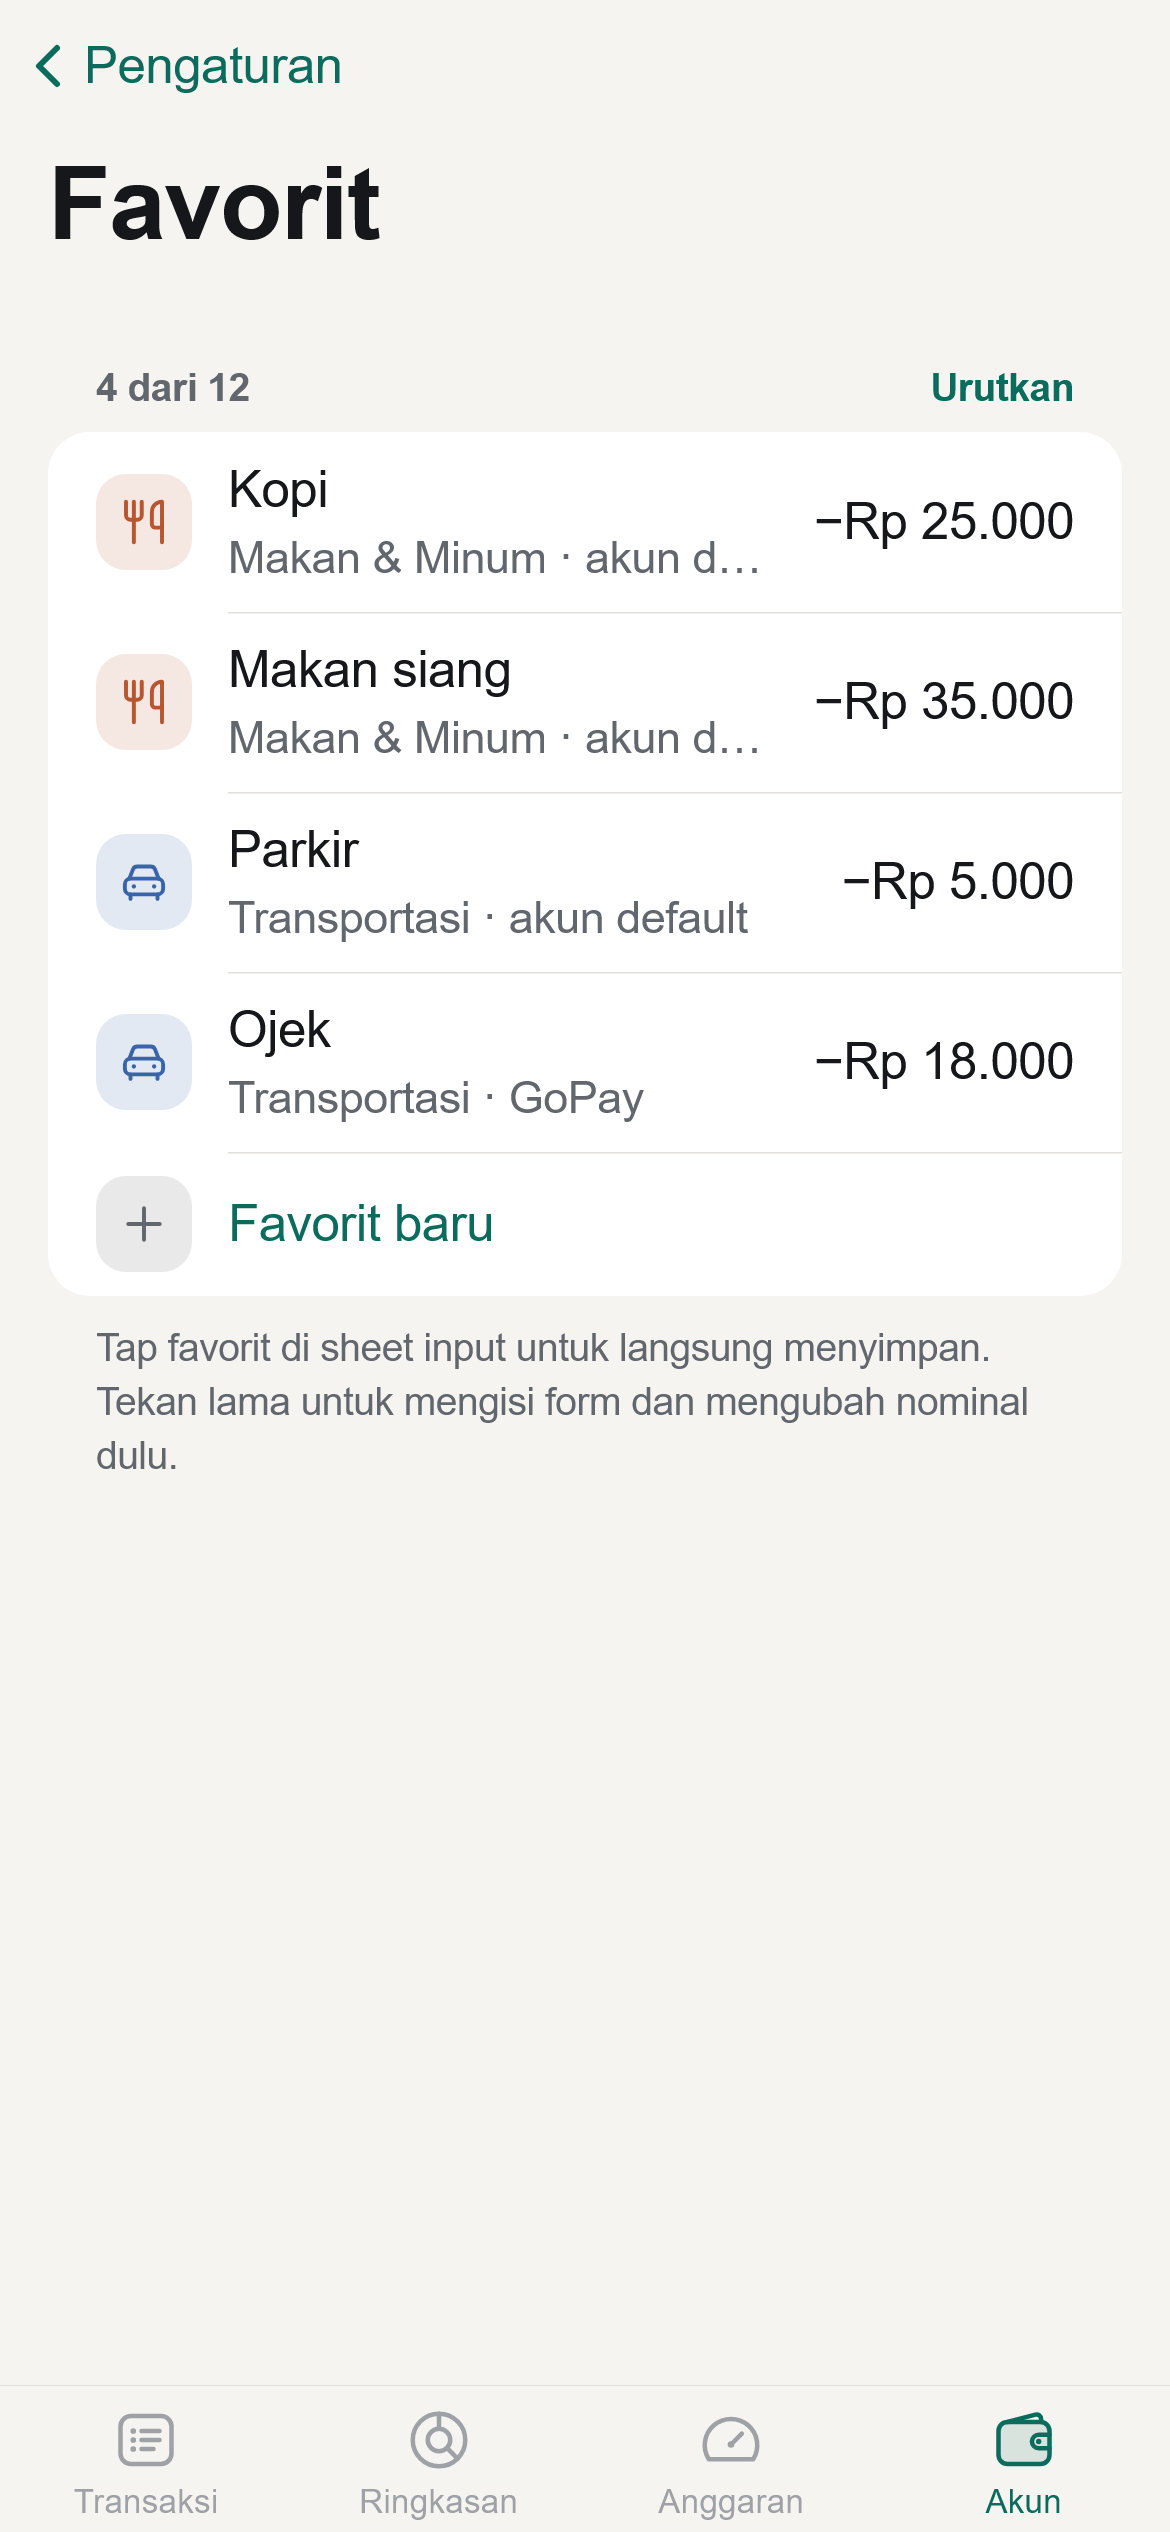 Pengaturan
Favorit
4 dari 12
Urutkan
Kopi
−Rp 25.000
Makan & Minum · akun d…
Makan siang
−Rp 35.000
Makan & Minum · akun d…
Parkir
−Rp 5.000
Transportasi · akun default
Ojek
−Rp 18.000
Transportasi · GoPay
Favorit baru
Tap favorit di sheet input untuk langsung menyimpan.
Tekan lama untuk mengisi form dan mengubah nominal
dulu.
Transaksi
Ringkasan
Anggaran
Akun